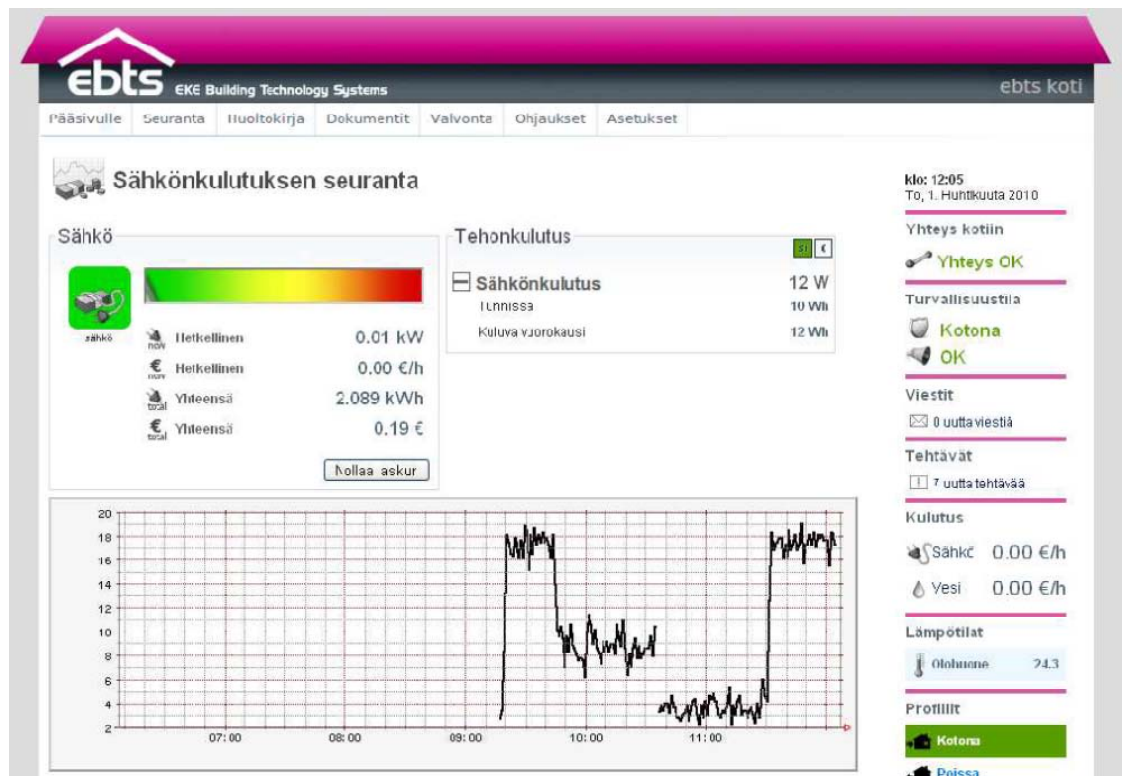 ebts EKE Building Technology Systems
ebts koti
Pääsivulle Seuranta Huoltokirja Dokumentit Valvonta Ohjaukset Asetukset
Sähkönkulutuksen seuranta
Sähkö
sähkö
now Hetkellinen 0.01 kW
€ now Hetkellinen 0.00 €/h
total Yhteensä 2.089 kWh
€ total Yhteensä 0.19 €
Nollaa askur
Tehonkulutus
SI €
Sähkönkulutus 12 W
Tunnissa 10 Wh
Kuluva vuorokausi 12 Wh
20
18
16
14
12
10
8
6
4
2
07:00 08:00 09:00 10:00 11:00
klo: 12:05
To, 1. Huhtikuuta 2010
Yhteys kotiin
Yhteys OK
Turvallisuustila
Kotona
OK
Viestit
0 uutta viestiä
Tehtävät
7 uutta tehtävää
Kulutus
Sähkö 0.00 €/h
Vesi 0.00 €/h
Lämpötilat
Olohuone 24.3
Profiilit
Kotona
Poissa